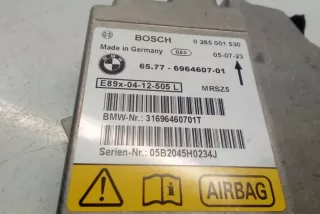 BOSCH 0 285 001 530
Made in Germany 083 05-07-23
65.77 - 6964607-01
E89x-04-12-505 L MRSZ5
BMW-Nr.: 31696460701T
Serien-Nr.: 05B2045H0234J
AIRBAG